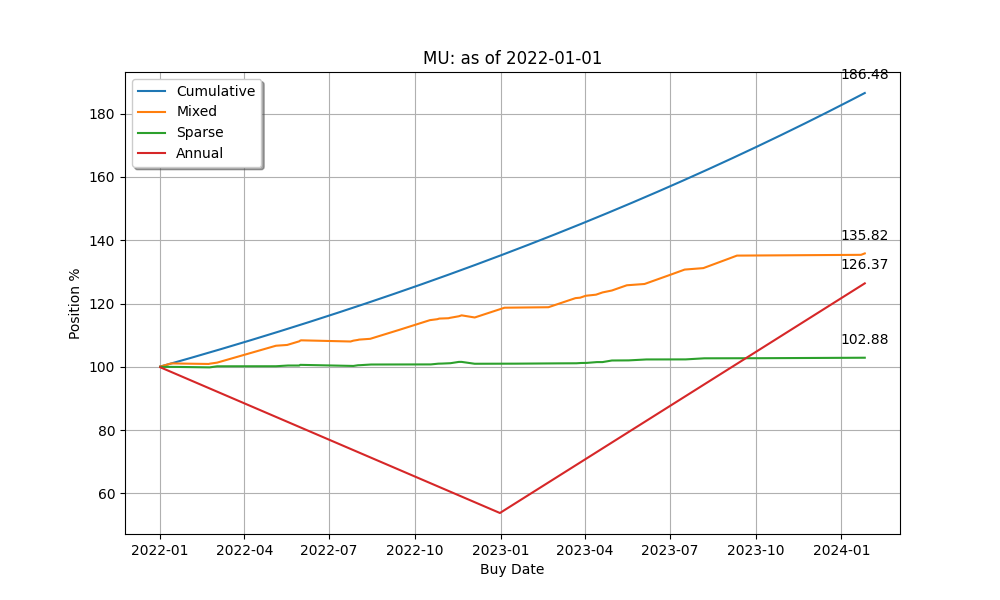 MU: as of 2022-01-01
186.48
Cumulative
Mixed
Sparse
Annual
180
160
140
120
100
80
60
135.82
126.37
102.88
Position %
2022-01
2022-04
2022-07
2022-10
2023-01
2023-04
2023-07
2023-10
2024-01
Buy Date